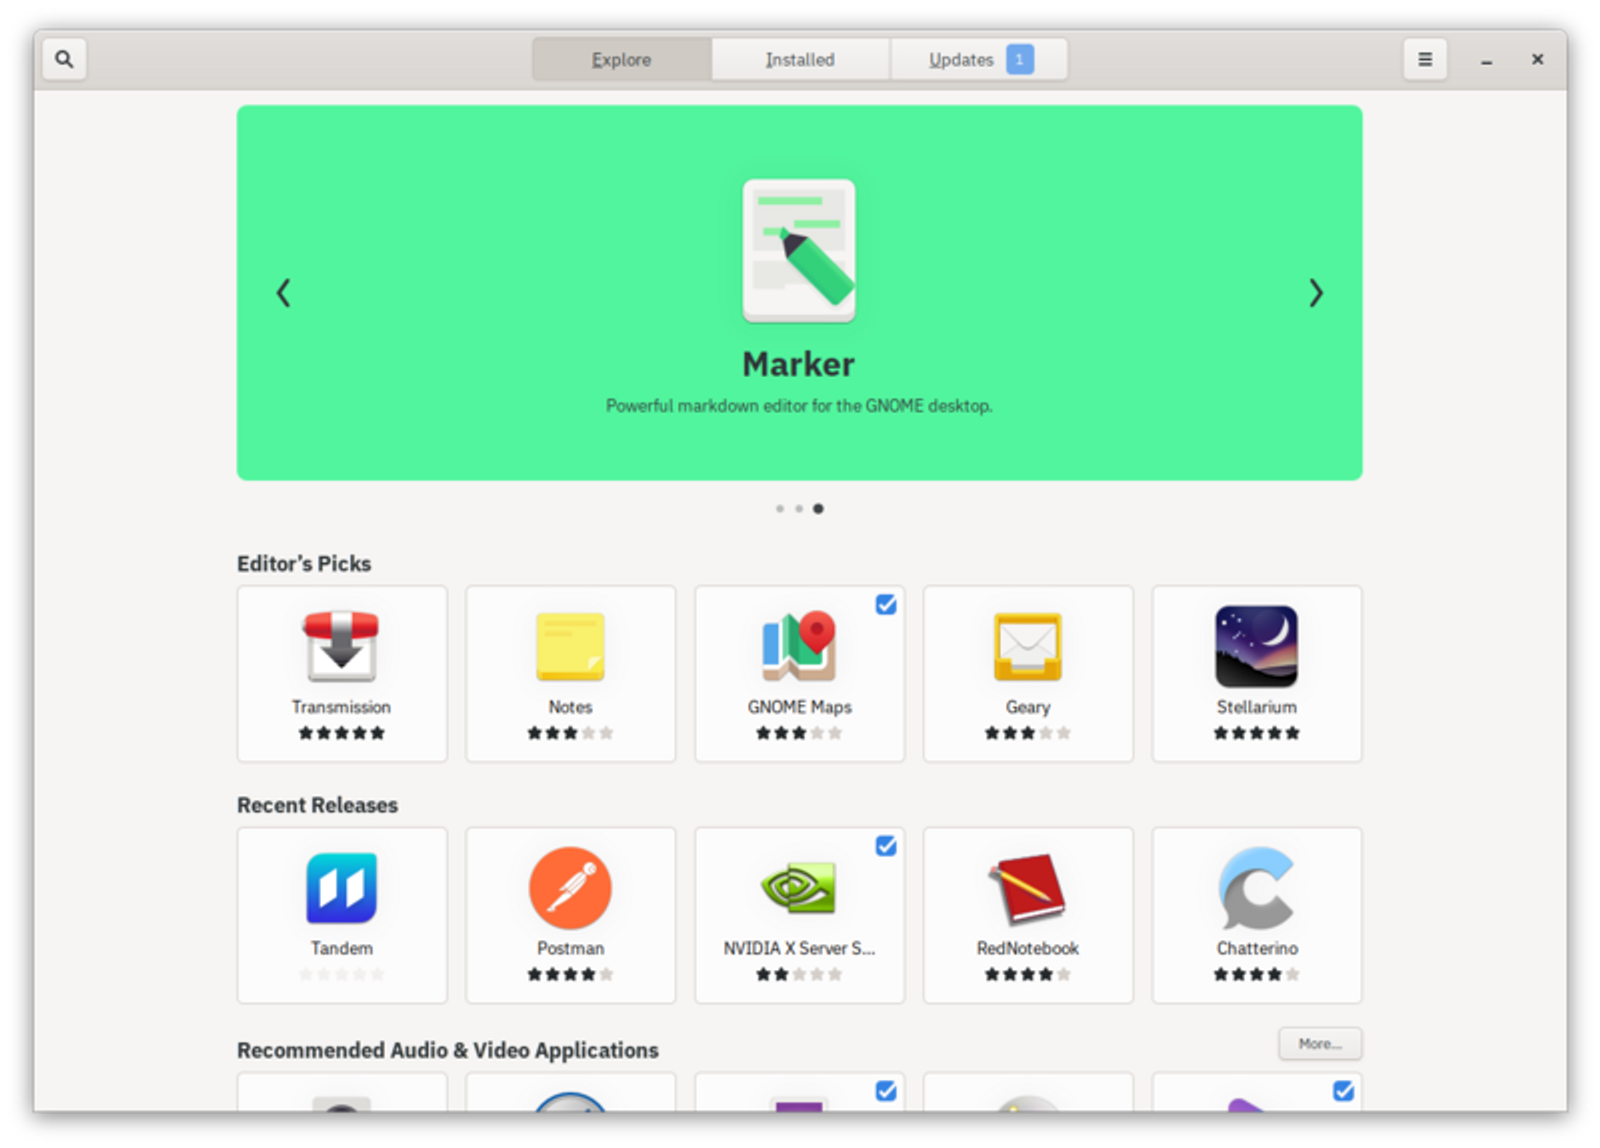 Explore Installed Updates 1
Marker
Powerful markdown editor for the GNOME desktop.
Editor's Picks
Transmission Notes GNOME Maps Geary Stellarium
Recent Releases
Tandem Postman NVIDIA X Server S... RedNotebook Chatterino
Recommended Audio & Video Applications More...